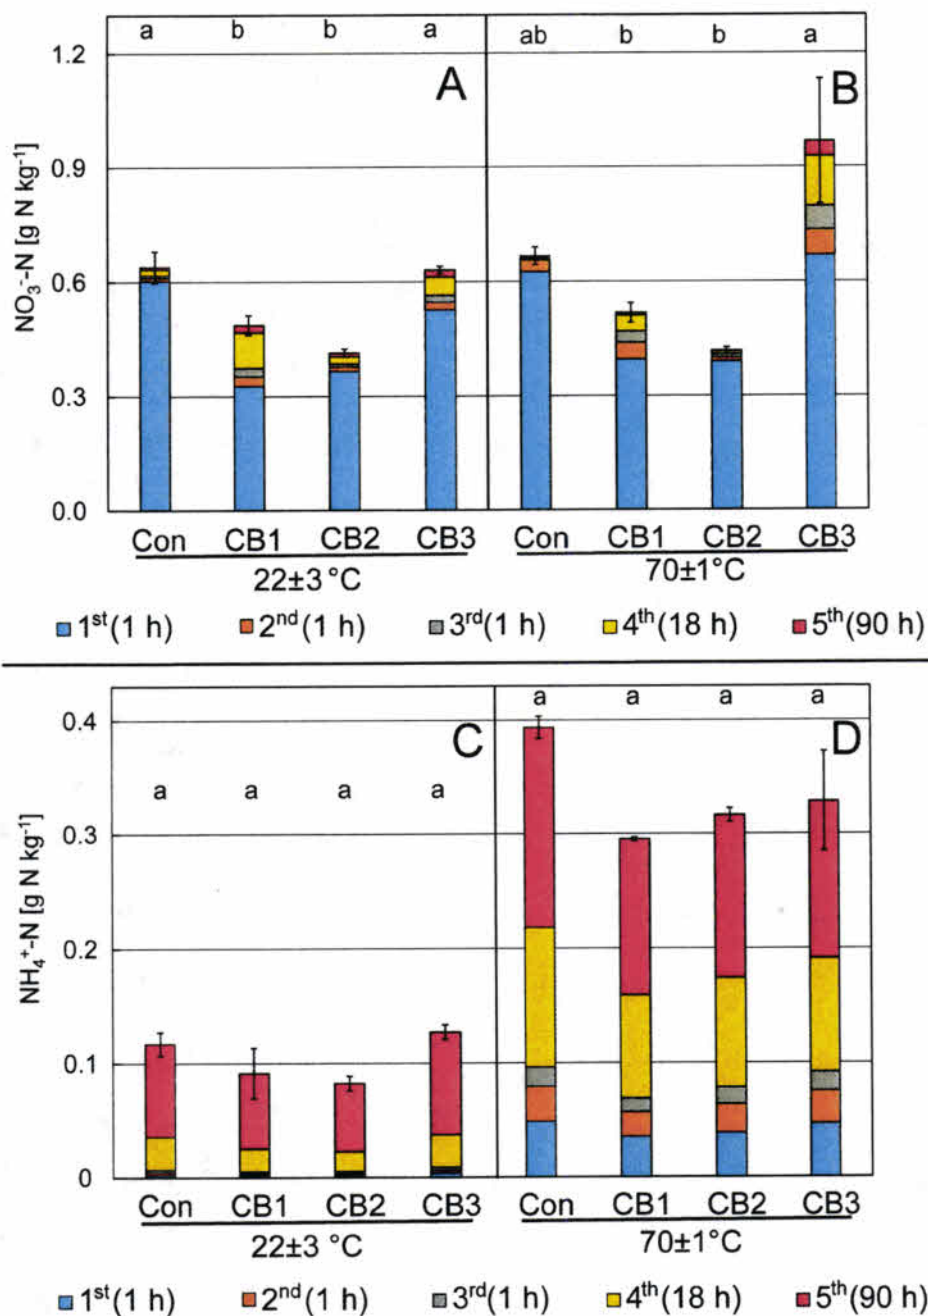 a b b a ab b b a
A B
NO₃⁻-N [g N kg⁻¹]
1.2
0.9
0.6
0.3
0.0
Con CB1 CB2 CB3 Con CB1 CB2 CB3
22±3 °C 70±1°C
1ˢᵗ(1 h) 2ⁿᵈ(1 h) 3ʳᵈ(1 h) 4ᵗʰ(18 h) 5ᵗʰ(90 h)
a a a a
C D
a a a a
NH₄⁺-N [g N kg⁻¹]
0.4
0.3
0.2
0.1
0
Con CB1 CB2 CB3 Con CB1 CB2 CB3
22±3 °C 70±1°C
1ˢᵗ(1 h) 2ⁿᵈ(1 h) 3ʳᵈ(1 h) 4ᵗʰ(18 h) 5ᵗʰ(90 h)